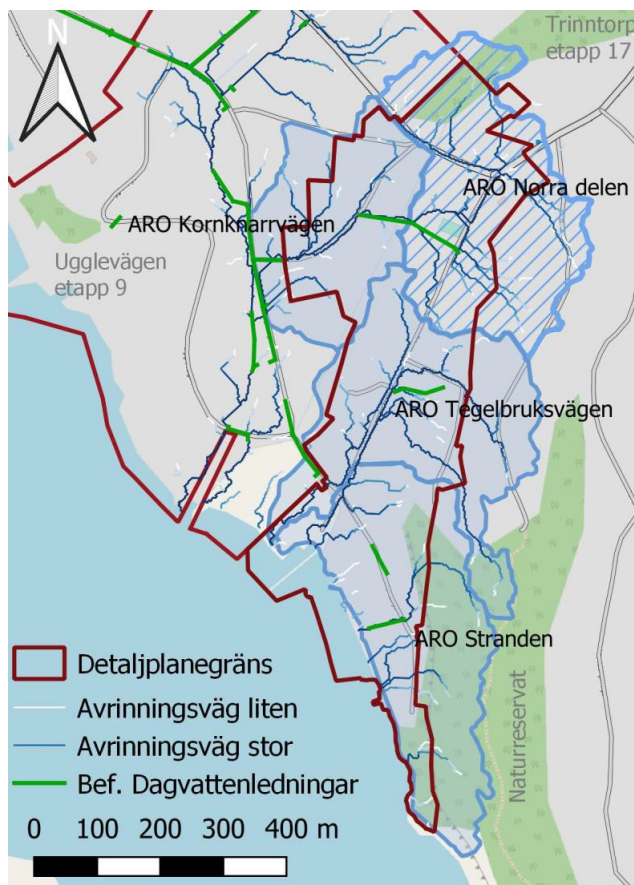 N
Trinntorp
etapp 17
ARO Norra delen
ARO Kornknarrvägen
Ugglevägen
etapp 9
ARO Tegelbruksvägen
ARO Stranden
Naturreservat
Detaljplanegräns
Avrinningsväg liten
Avrinningsväg stor
Bef. Dagvattenledningar
0 100 200 300 400 m